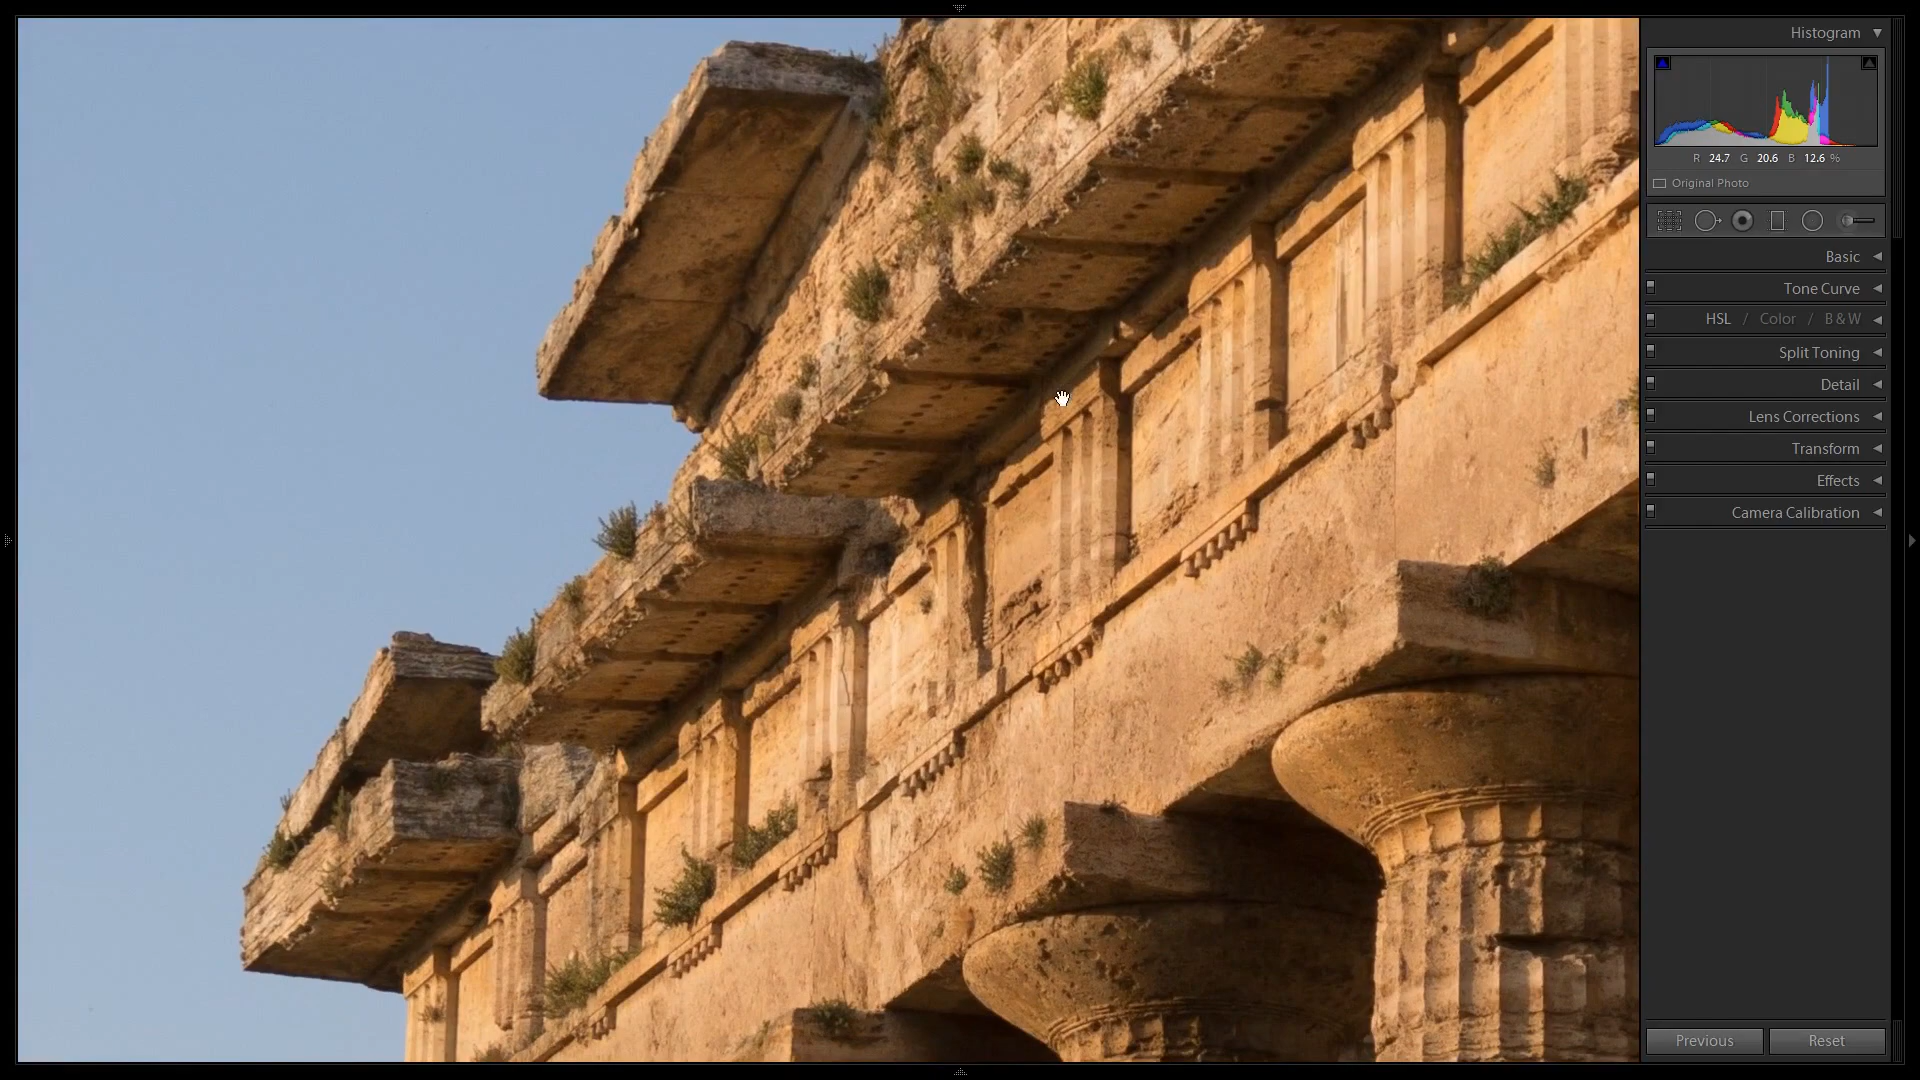 Histogram
R 24.7 G 20.6 B 12.6 %
Original Photo
Basic
Tone Curve
HSL / Color / B & W
Split Toning
Detail
Lens Corrections
Transform
Effects
Camera Calibration
Previous Reset